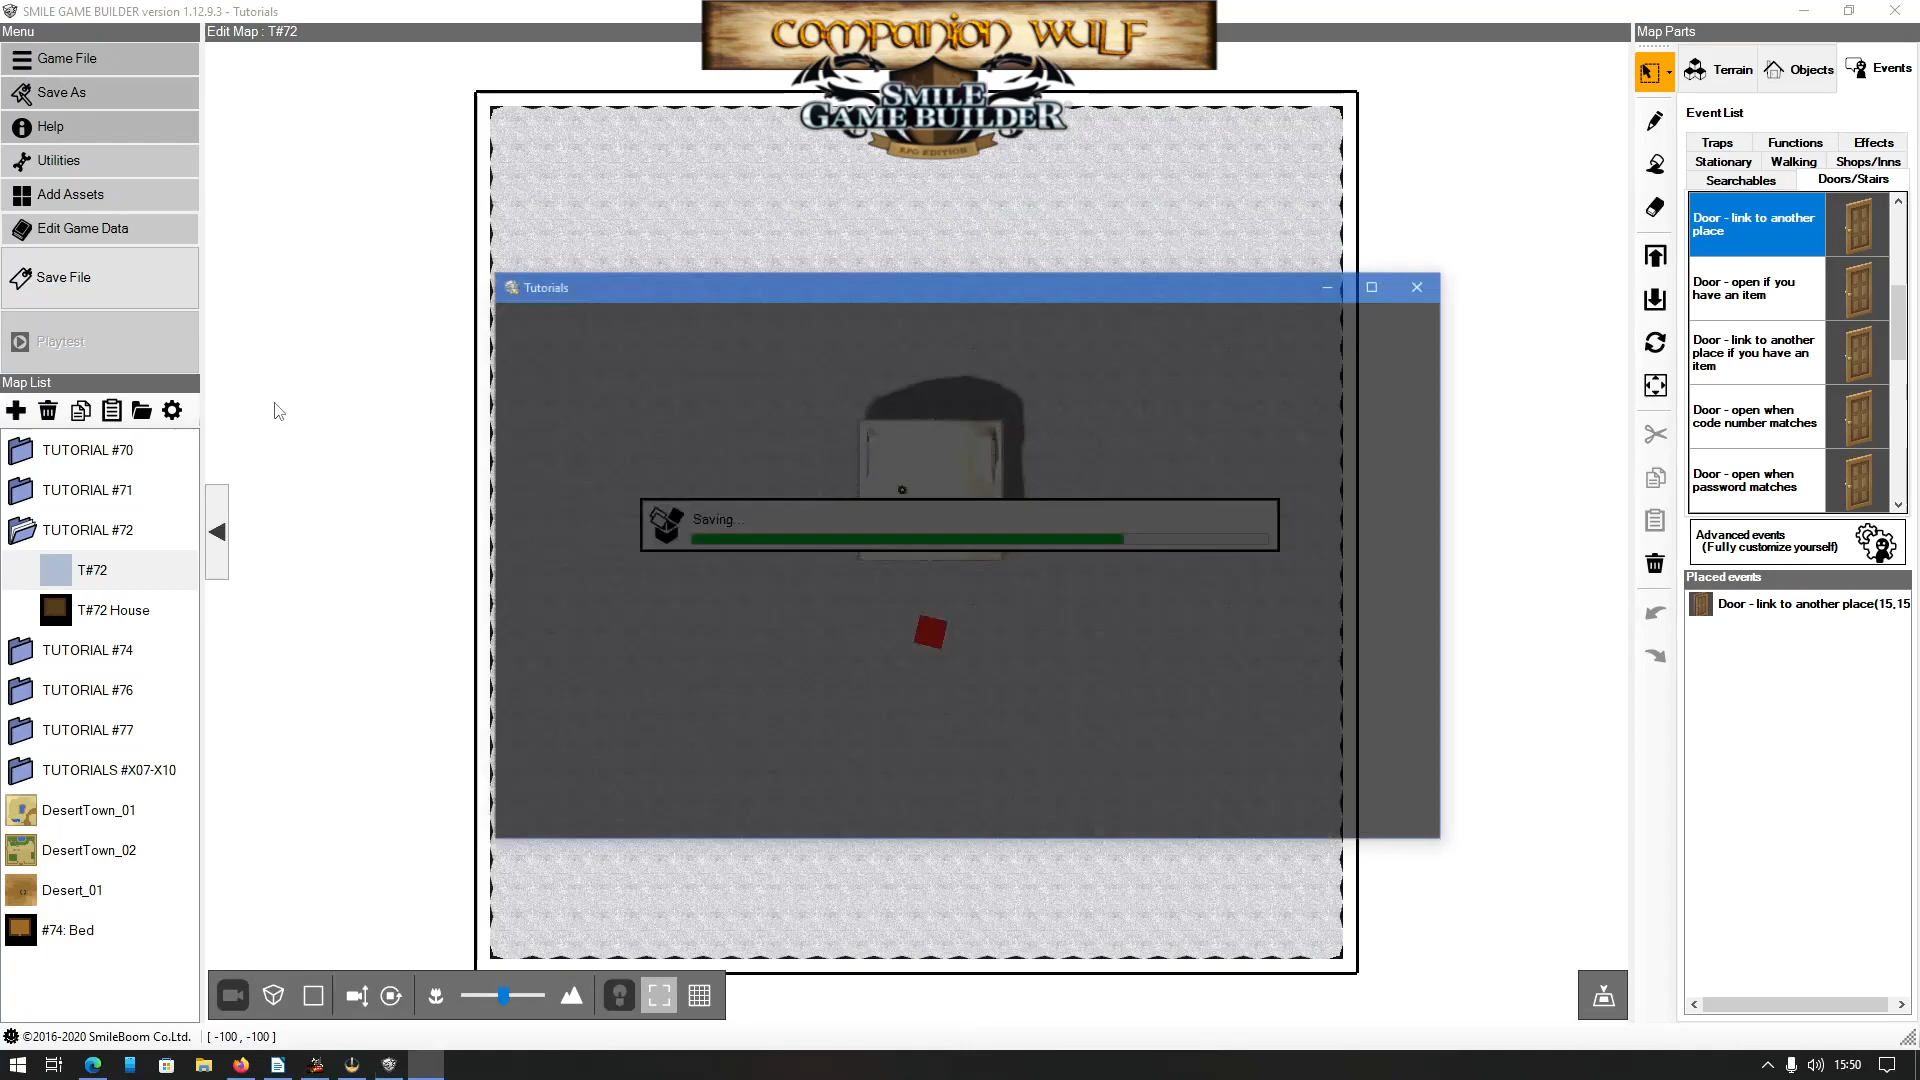 SMILE GAME BUILDER version 1.12.9.3 - Tutorials
Menu
Edit Map : T#72
COMPANION WULF
SMILE
GAME BUILDER
RPG EDITION
Map Parts
Game File
Save As
Help
Utilities
Add Assets
Edit Game Data
Save File
Playtest
Map List
TUTORIAL #70
TUTORIAL #71
TUTORIAL #72
T#72
T#72 House
TUTORIAL #74
TUTORIAL #76
TUTORIAL #77
TUTORIALS #X07-X10
DesertTown_01
DesertTown_02
Desert_01
#74: Bed
Tutorials
Saving...
Terrain
Objects
Events
Event List
Traps
Functions
Effects
Stationary
Walking
Shops/Inns
Searchables
Doors/Stairs
Door - link to another
place
Door - open if you
have an item
Door - link to another
place if you have an
item
Door - open when
code number matches
Door - open when
password matches
Advanced events
(Fully customize yourself)
Placed events
Door - link to another place(15,15
©2016-2020 SmileBoom Co.Ltd.
[ -100 , -100 ]
15:50